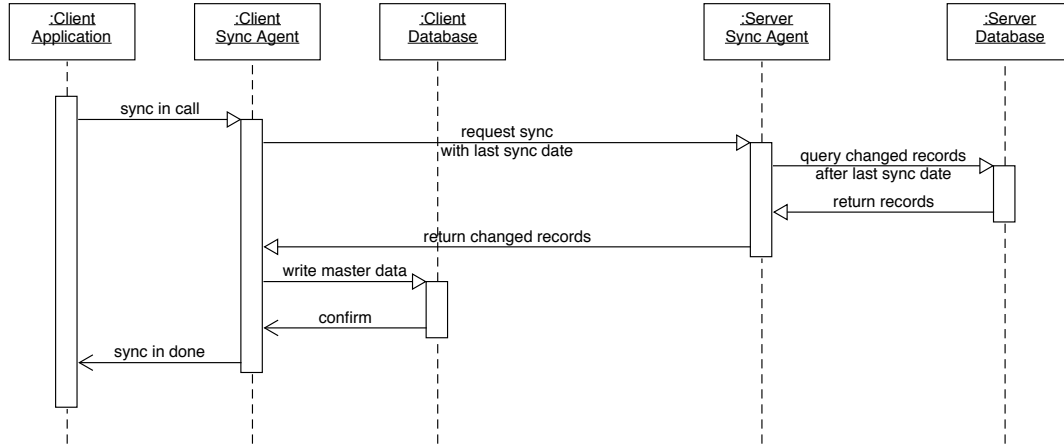 :Client
Application
:Client
Sync Agent
:Client
Database
:Server
Sync Agent
:Server
Database
sync in call
request sync
with last sync date
query changed records
after last sync date
return records
return changed records
write master data
confirm
sync in done